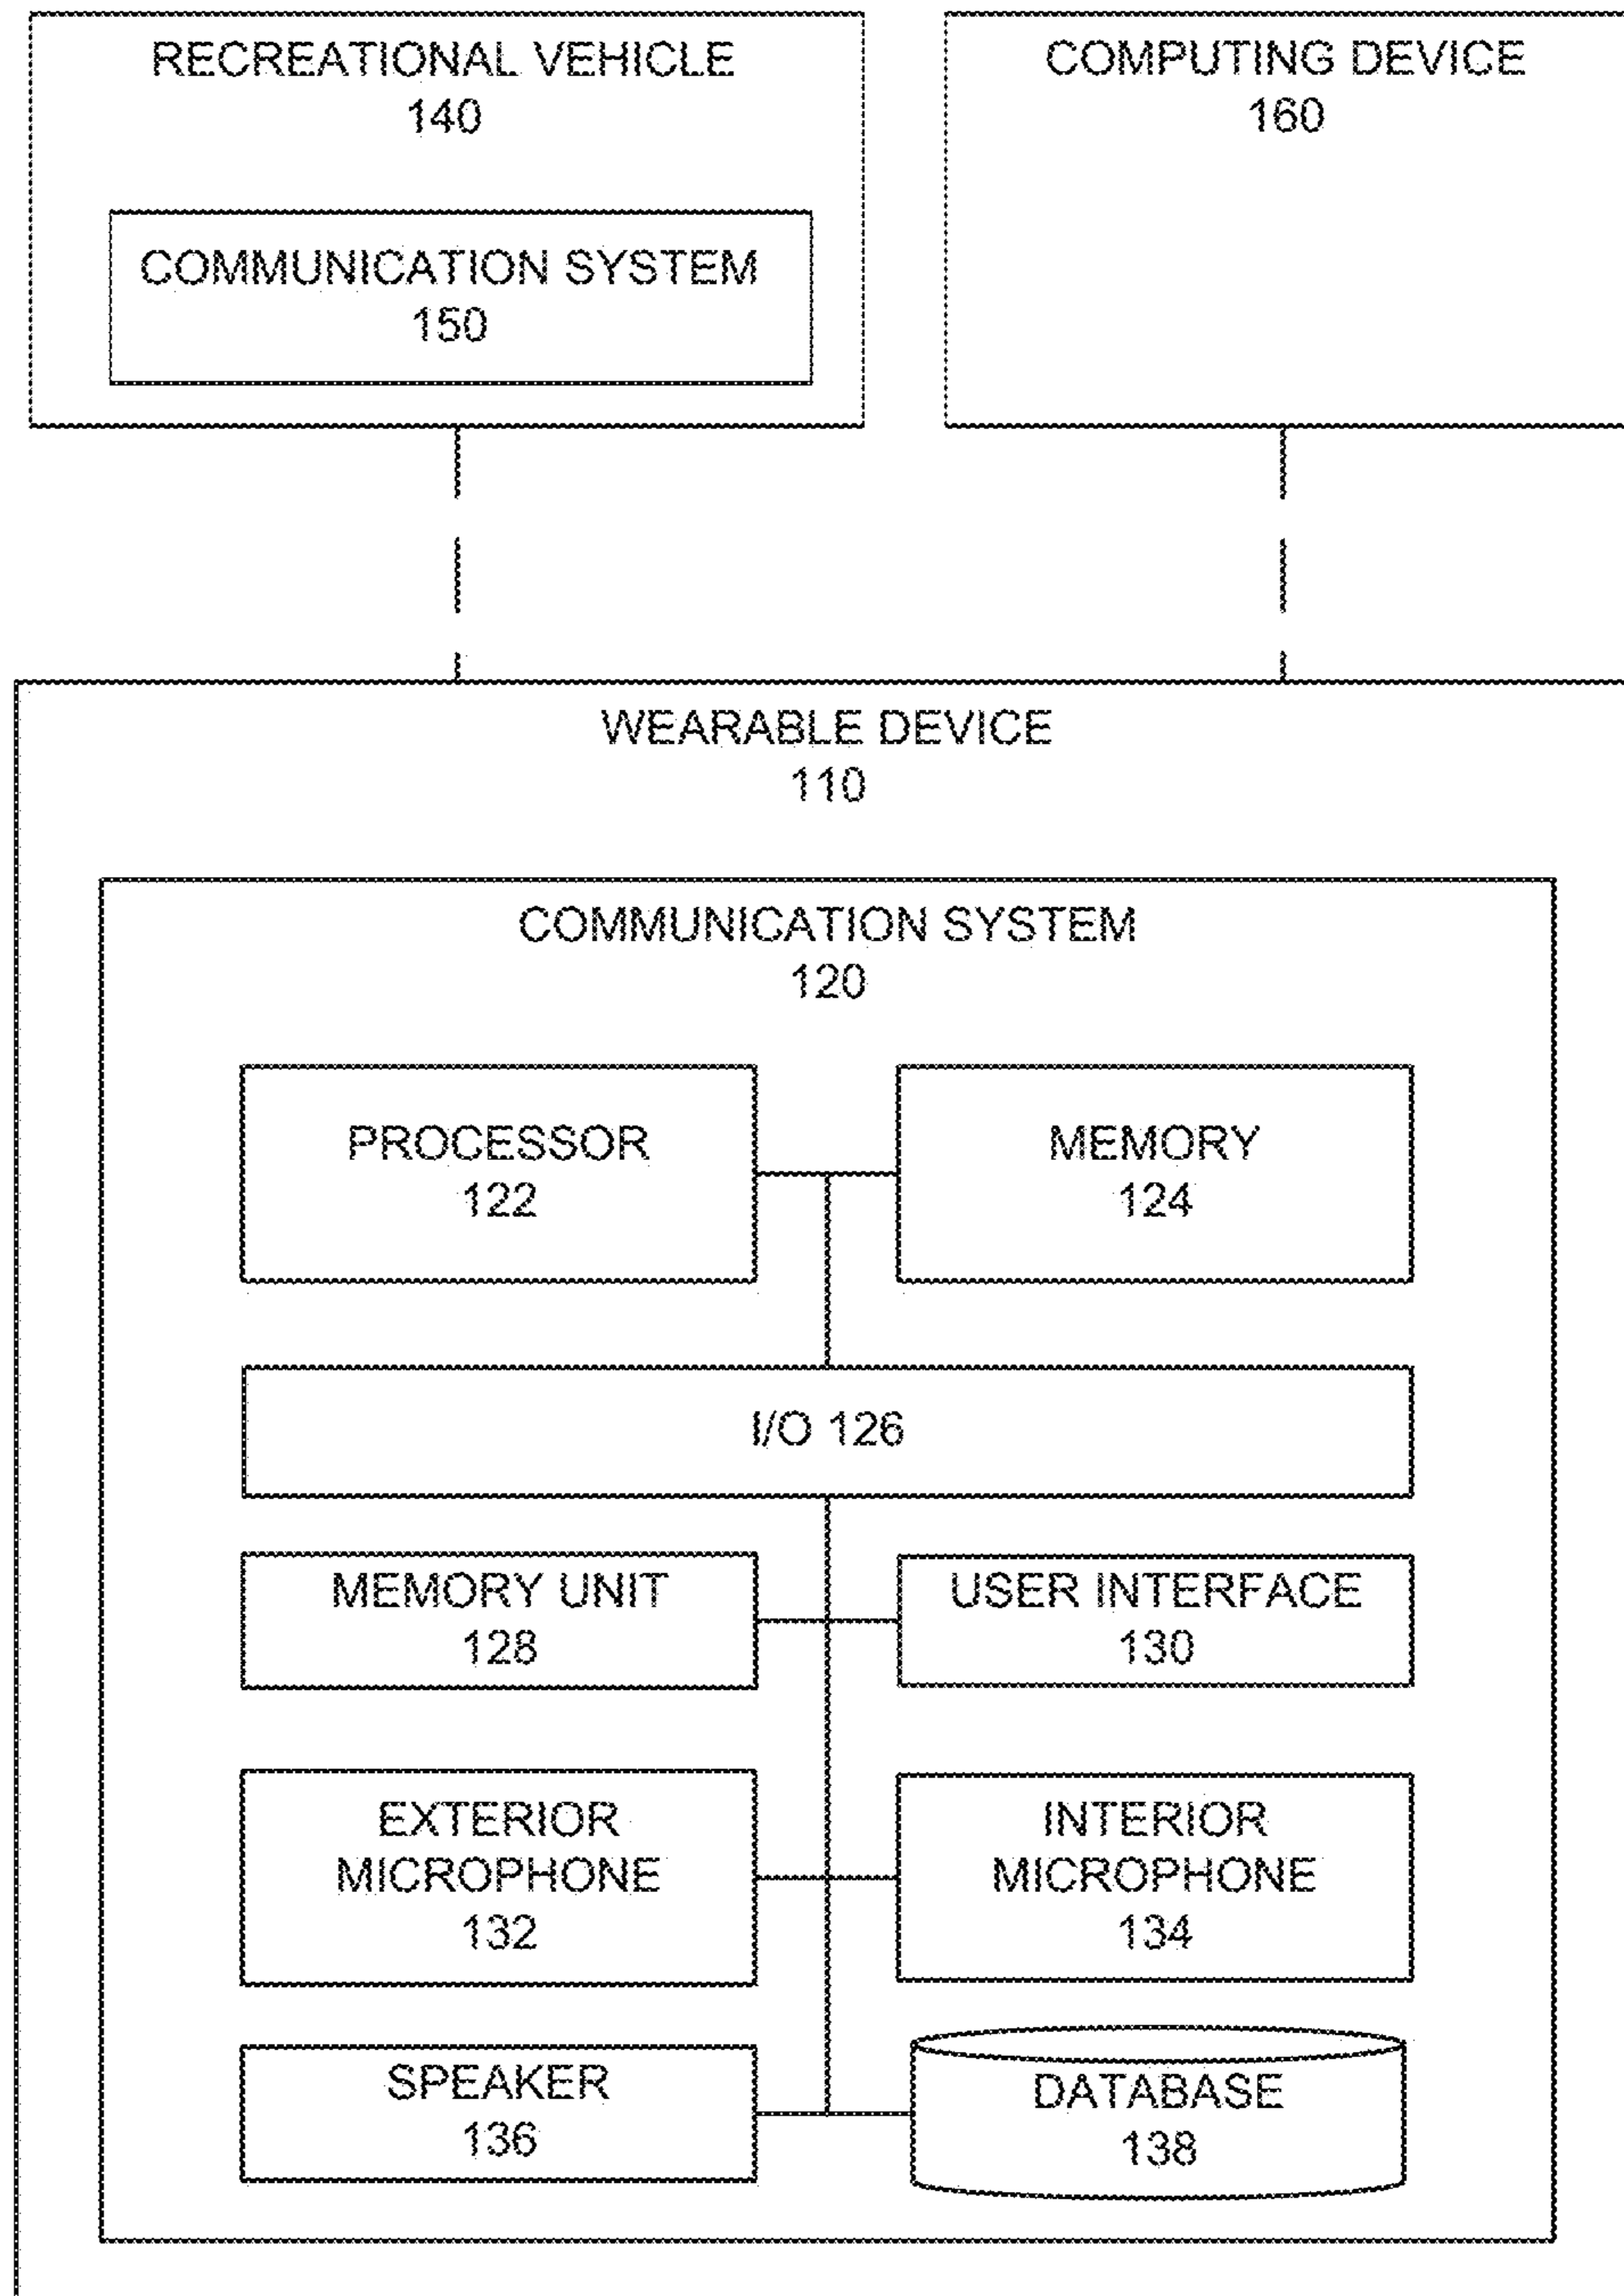 RECREATIONAL VEHICLE
140
COMMUNICATION SYSTEM
150
COMPUTING DEVICE
160
WEARABLE DEVICE
110
COMMUNICATION SYSTEM
120
PROCESSOR
122
MEMORY
124
I/O 126
MEMORY UNIT
128
USER INTERFACE
130
EXTERIOR
MICROPHONE
132
INTERIOR
MICROPHONE
134
SPEAKER
136
DATABASE
138